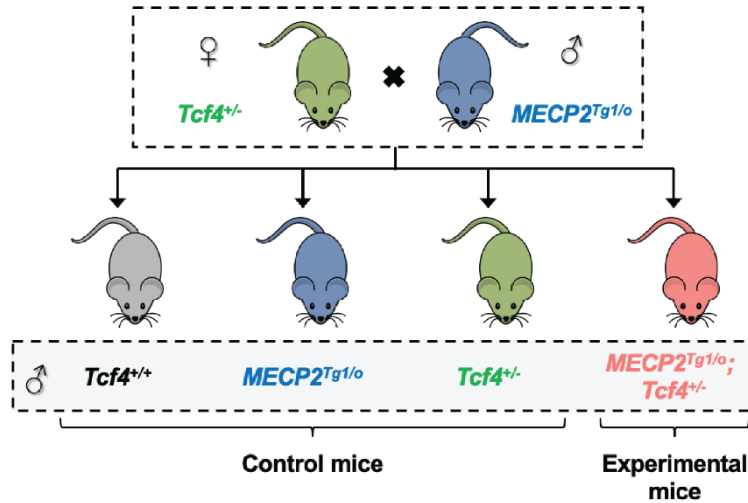 ♀ ♂
Tcf4+/- ✖ MECP2Tg1/o
♂ Tcf4+/+ MECP2Tg1/o Tcf4+/- MECP2Tg1/o;
Tcf4+/-
Control mice Experimental
mice